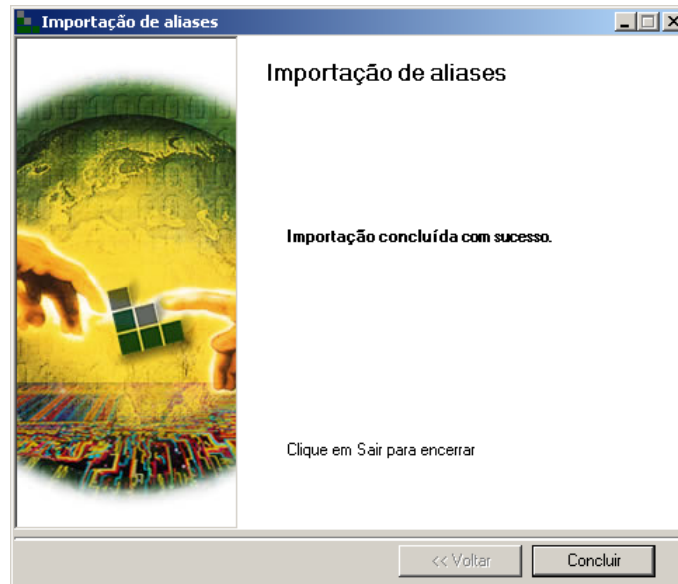 Importação de aliases
Importação de aliases
Importação concluída com sucesso.
Clique em Sair para encerrar
<< Voltar
Concluir